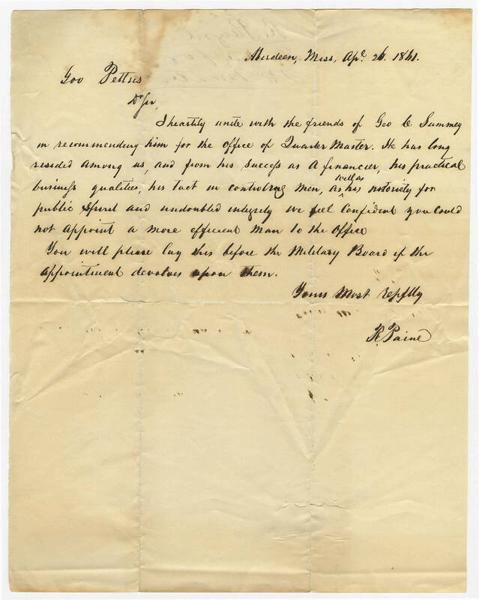 Aberdeen, Miss, Apl. 26. 1861.
Gov Pettus
Dr Sir,
I heartily unite with the friends of Geo C. Summey
in recommending him for the office of Quarter Master. He has long
resided among us, and from his success as a financier, his practical
business qualities, his tact in controlling men, as well as his notoriety for
public spirit and undoubted integrity we feel confident you could
not appoint a more efficient man to the office
You will please lay this before the Military Board if the
appointment devolves upon them.
Yours Most respflly
R. Paine